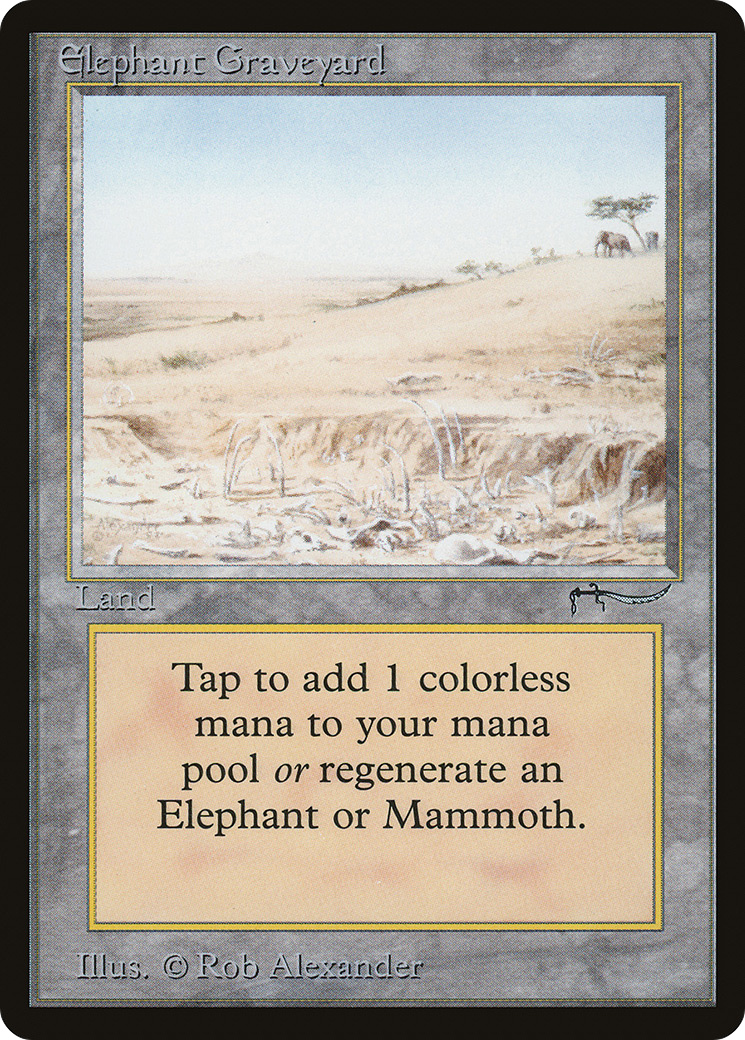 Elephant Graveyard
Alexander
Land
Tap to add 1 colorless
mana to your mana
pool or regenerate an
Elephant or Mammoth.
Illus. © Rob Alexander